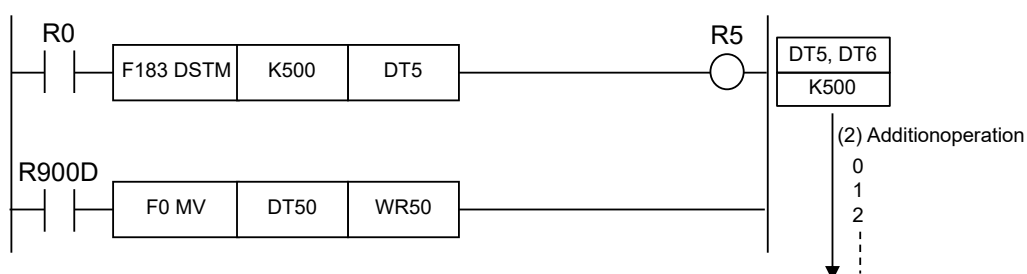 R0
R5
F183 DSTM K500 DT5
DT5, DT6
K500
(2) Additionoperation
0
1
2
R900D
F0 MV DT50 WR50